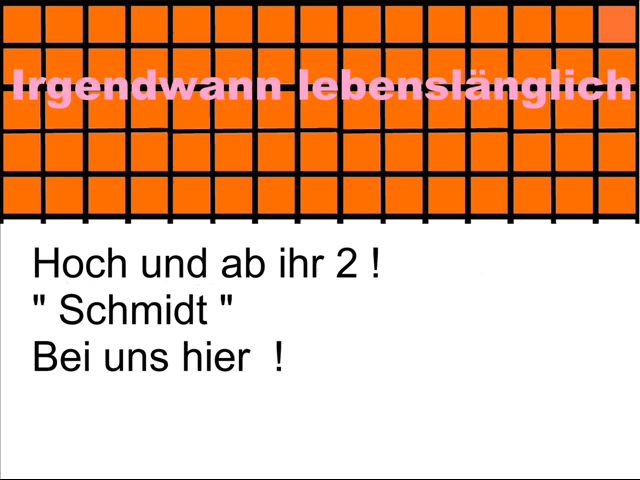 Irgendwann lebenslänglich
Hoch und ab ihr 2 !
" Schmidt "
Bei uns hier  !